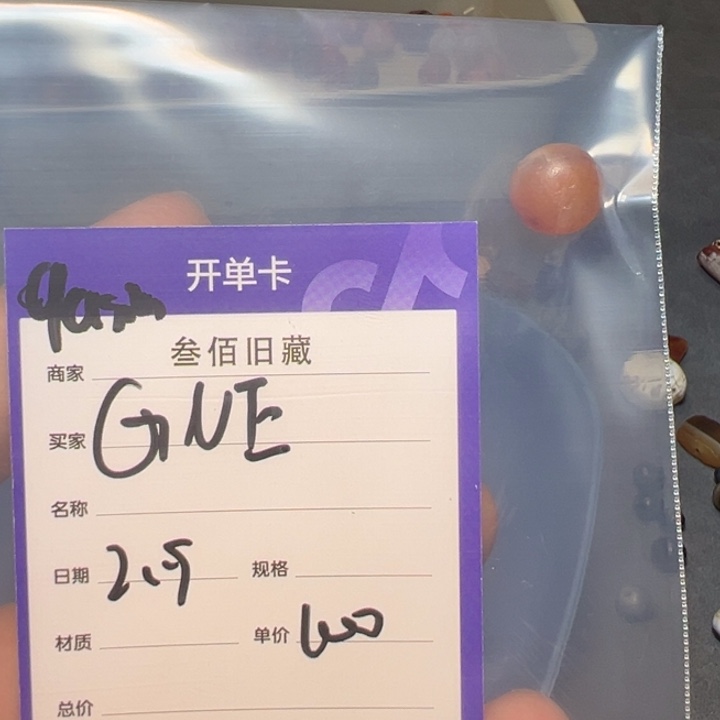 开单卡
叁佰旧藏
商家
买家 GNE
名称
日期 2.9 规格
材质 单价 600
总价